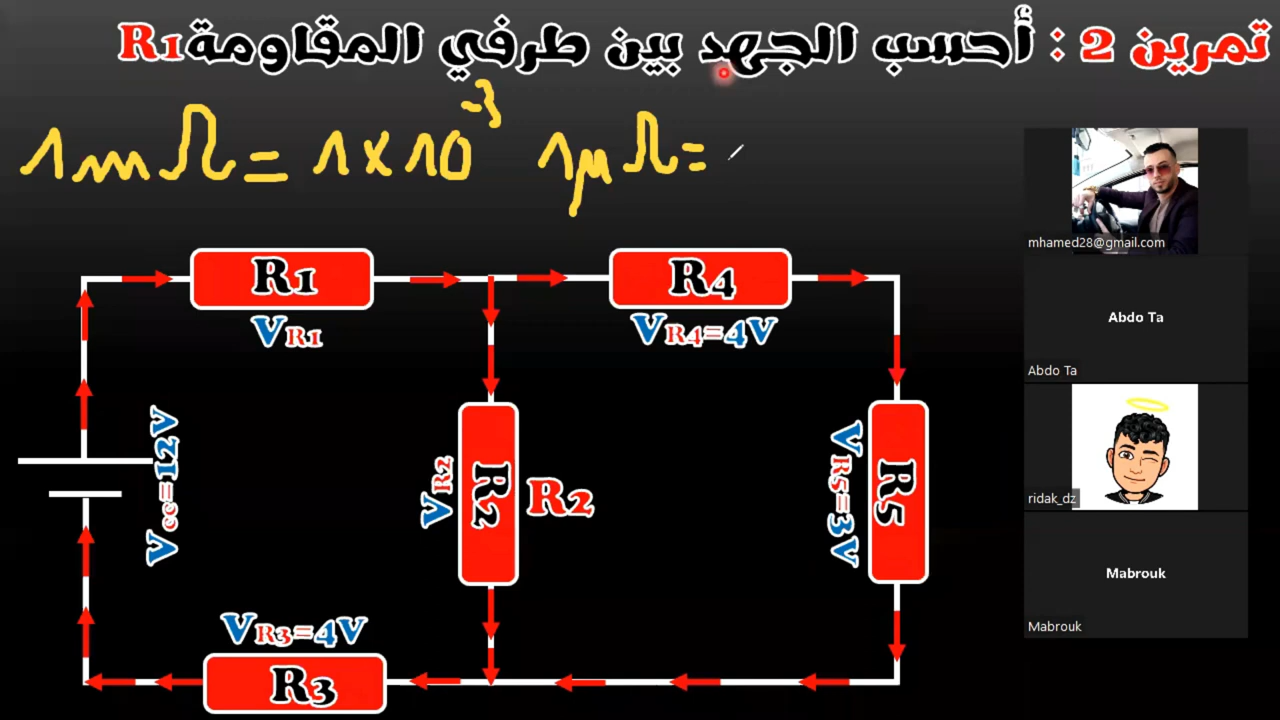 تمرين 2 : أحسب الجهد بين طرفي المقاومة R1
1mΩ = 1×10⁻³ 1μΩ=
mhamed28@gmail.com
R1
R4
VR1
VR4=4V
Abdo Ta
Abdo Ta
Vcc=12V
VR2
R2
R2
VR5=3V
R5
ridak_dz
Mabrouk
Mabrouk
VR3=4V
R3